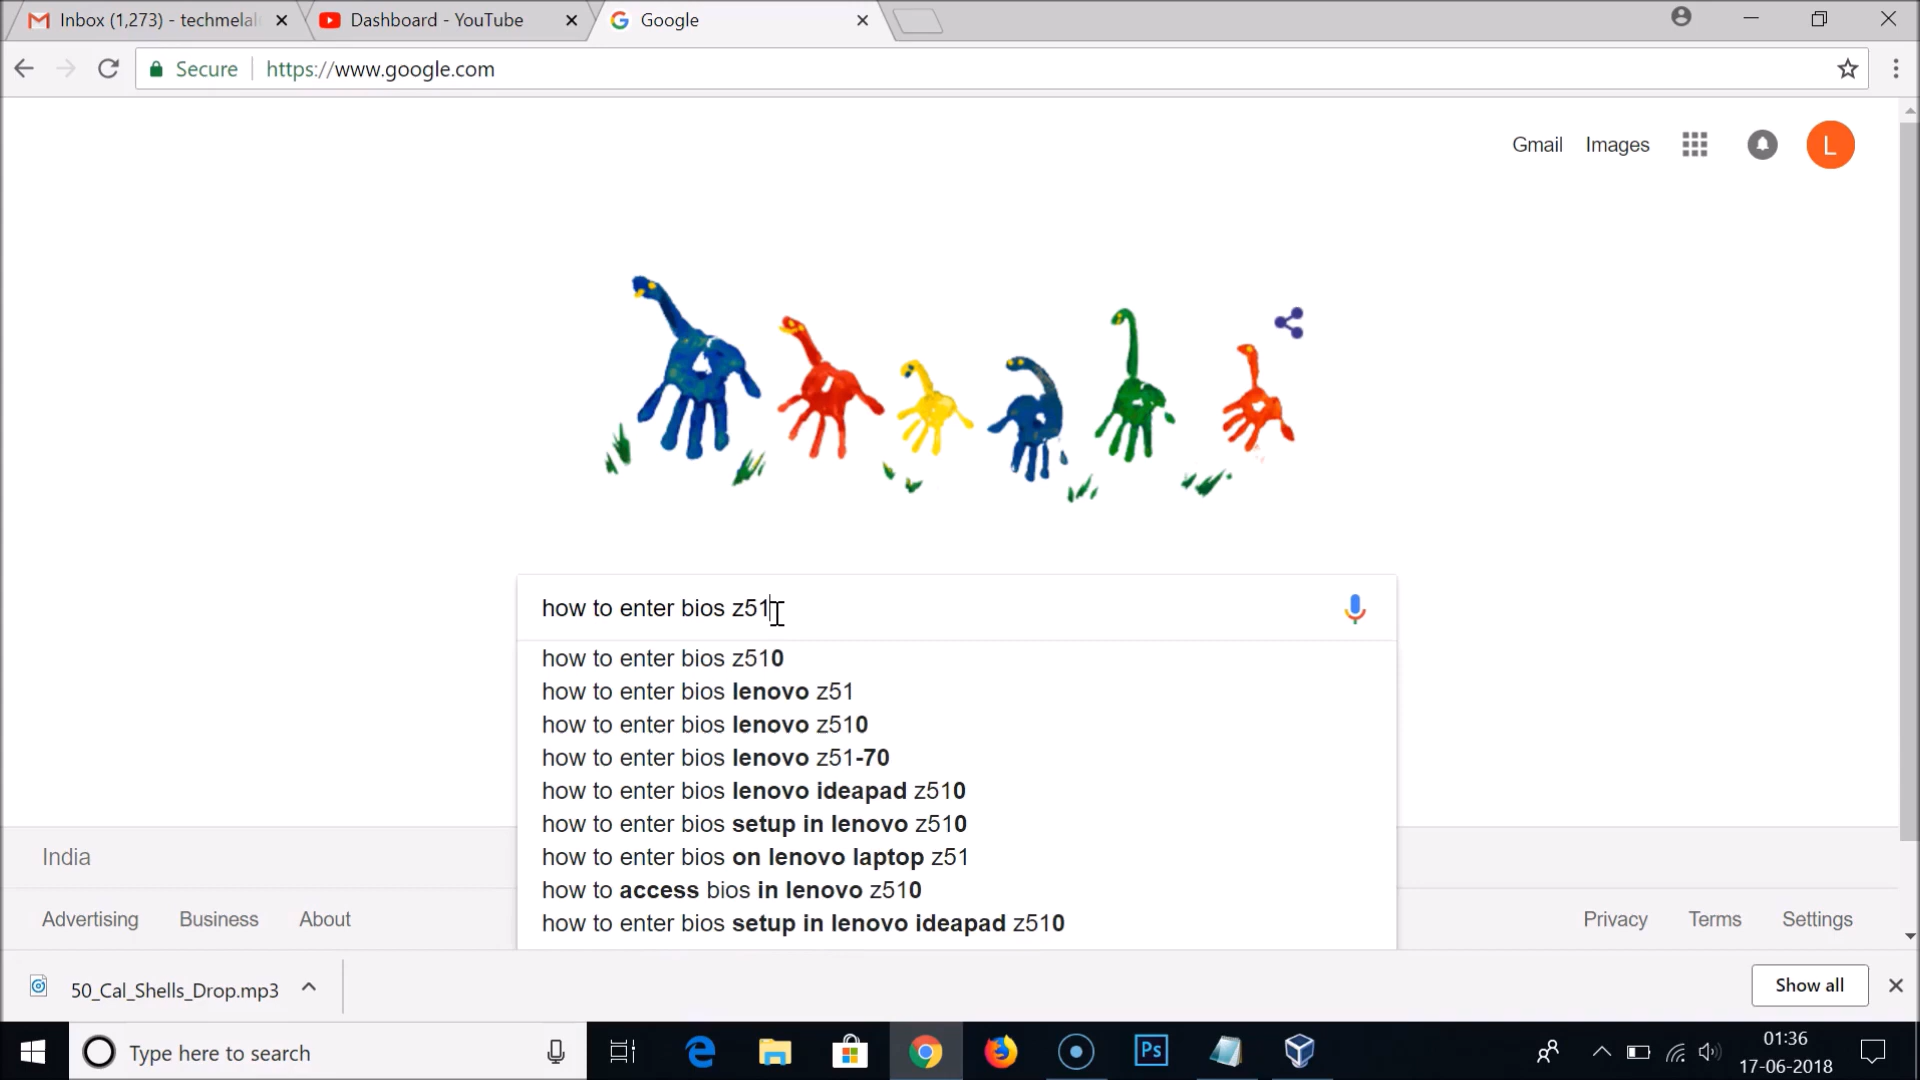 Inbox (1,273) - techmela
Dashboard - YouTube
Google
Secure
https://www.google.com
Gmail
Images
L
how to enter bios z51
how to enter bios z510
how to enter bios lenovo z51
how to enter bios lenovo z510
how to enter bios lenovo z51-70
how to enter bios lenovo ideapad z510
how to enter bios setup in lenovo z510
how to enter bios on lenovo laptop z51
how to access bios in lenovo z510
how to enter bios setup in lenovo ideapad z510
India
Advertising
Business
About
Privacy
Terms
Settings
50_Cal_Shells_Drop.mp3
Show all
Type here to search
Ps
01:36
17-06-2018